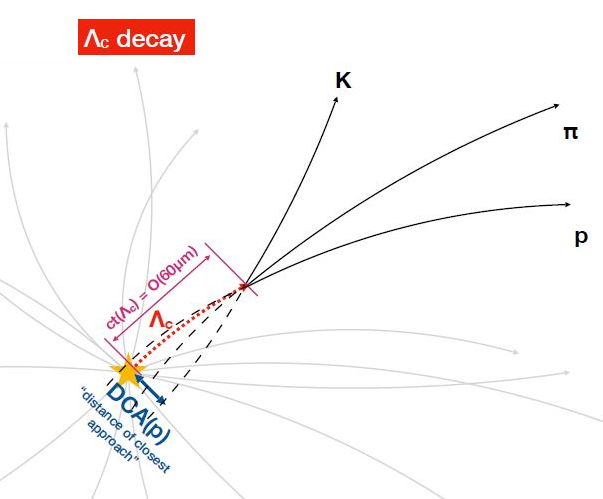 Λc decay
K
π
p
cτ(Λc) = O(60μm)
Λc
DCA(p)
“distance of closest
approach”